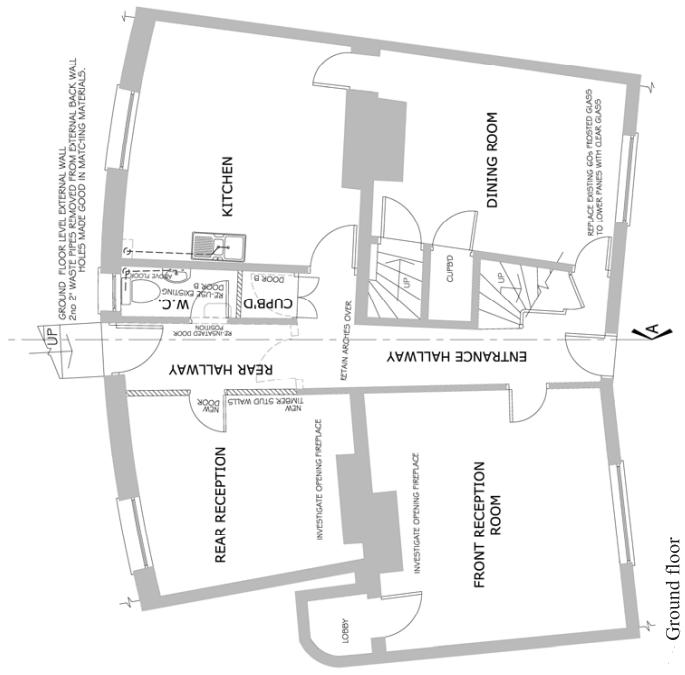 GROUND FLOOR LEVEL EXTERNAL WALL
2no 2" WASTE PIPES REMOVED FROM EXTERNAL BACK WALL
HOLES MADE GOOD IN MATCHING MATERIALS.
KITCHEN
DINING ROOM
REPLACE EXISTING 60s FROSTED GLASS
TO LOWER PANES WITH CLEAR GLASS
ABOVE FLOOR
RE-USE EXISTING
DOOR B
W.C.
DOOR B
CUPB'D
UP
CUPB'D
UP
UP
POSITION
REAR HALLWAY
RETAIN ARCHES OVER
ENTRANCE HALLWAY
A
NEW
DOOR
NEW
TIMBER STUD WALLS
REAR RECEPTION
INVESTIGATE OPENING FIREPLACE
INVESTIGATE OPENING FIREPLACE
FRONT RECEPTION
ROOM
LOBBY
Ground floor